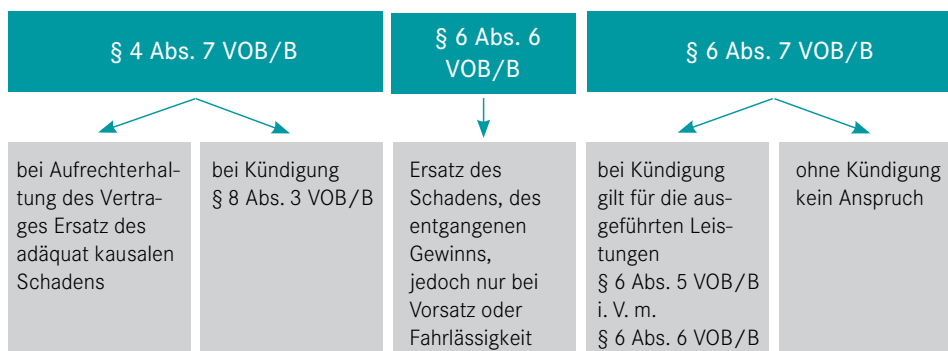 § 4 Abs. 7 VOB/B
§ 6 Abs. 6
VOB/B
§ 6 Abs. 7 VOB/B
bei Aufrechterhal-
tung des Vertra-
ges Ersatz des
adäquat kausalen
Schadens
bei Kündigung
§ 8 Abs. 3 VOB/B
Ersatz des
Schadens, des
entgangenen
Gewinns,
jedoch nur bei
Vorsatz oder
Fahrlässigkeit
bei Kündigung
gilt für die aus-
geführten Leis-
tungen
§ 6 Abs. 5 VOB/B
i. V. m.
§ 6 Abs. 6 VOB/B
ohne Kündigung
kein Anspruch